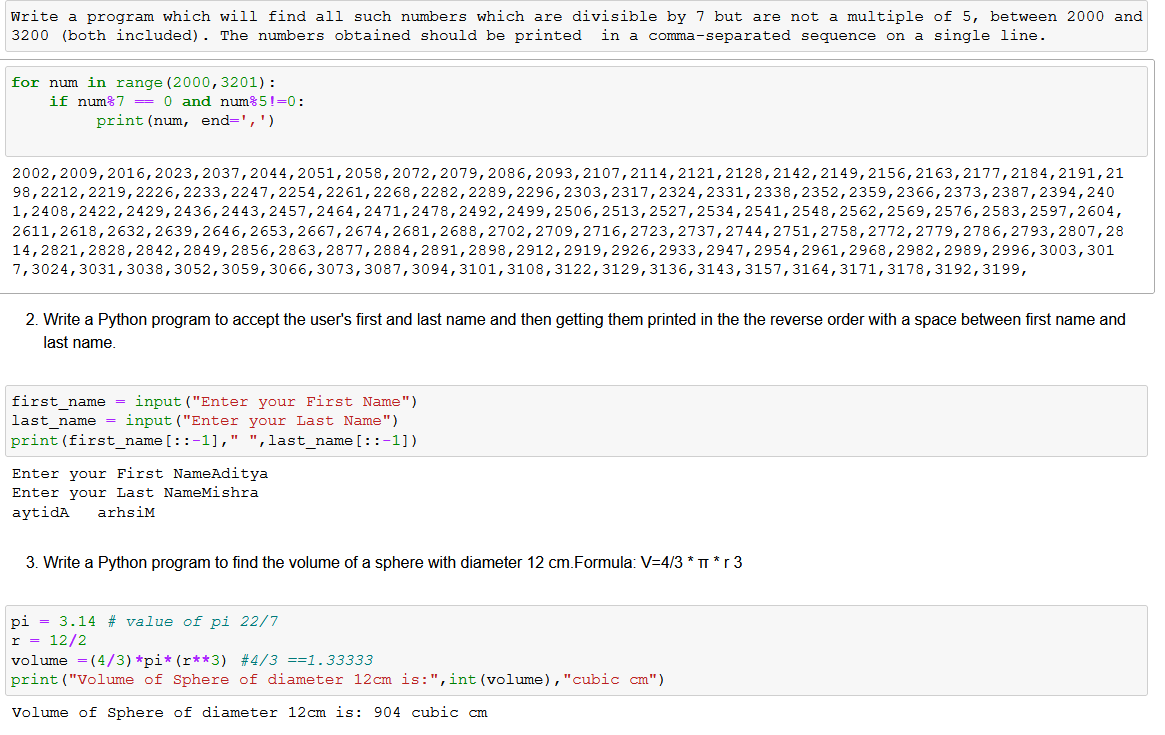 Write a program which will find all such numbers which are divisible by 7 but are not a multiple of 5, between 2000 and
3200 (both included). The numbers obtained should be printed  in a comma-separated sequence on a single line.
for num in range(2000,3201):
    if num%7 == 0 and num%5!=0:
         print(num, end=',')
2002,2009,2016,2023,2037,2044,2051,2058,2072,2079,2086,2093,2107,2114,2121,2128,2142,2149,2156,2163,2177,2184,2191,21
98,2212,2219,2226,2233,2247,2254,2261,2268,2282,2289,2296,2303,2317,2324,2331,2338,2352,2359,2366,2373,2387,2394,240
1,2408,2422,2429,2436,2443,2457,2464,2471,2478,2492,2499,2506,2513,2527,2534,2541,2548,2562,2569,2576,2583,2597,2604,
2611,2618,2632,2639,2646,2653,2667,2674,2681,2688,2702,2709,2716,2723,2737,2744,2751,2758,2772,2779,2786,2793,2807,28
14,2821,2828,2842,2849,2856,2863,2877,2884,2891,2898,2912,2919,2926,2933,2947,2954,2961,2968,2982,2989,2996,3003,301
7,3024,3031,3038,3052,3059,3066,3073,3087,3094,3101,3108,3122,3129,3136,3143,3157,3164,3171,3178,3192,3199,
2. Write a Python program to accept the user's first and last name and then getting them printed in the the reverse order with a space between first name and
last name.
first_name = input("Enter your First Name")
last_name = input("Enter your Last Name")
print(first_name[::-1]," ",last_name[::-1])
Enter your First NameAditya
Enter your Last NameMishra
aytidA   arhsiM
3. Write a Python program to find the volume of a sphere with diameter 12 cm.Formula: V=4/3 * π * r 3
pi = 3.14 # value of pi 22/7
r = 12/2
volume =(4/3)*pi*(r**3) #4/3 ==1.33333
print("Volume of Sphere of diameter 12cm is:",int(volume),"cubic cm")
Volume of Sphere of diameter 12cm is: 904 cubic cm